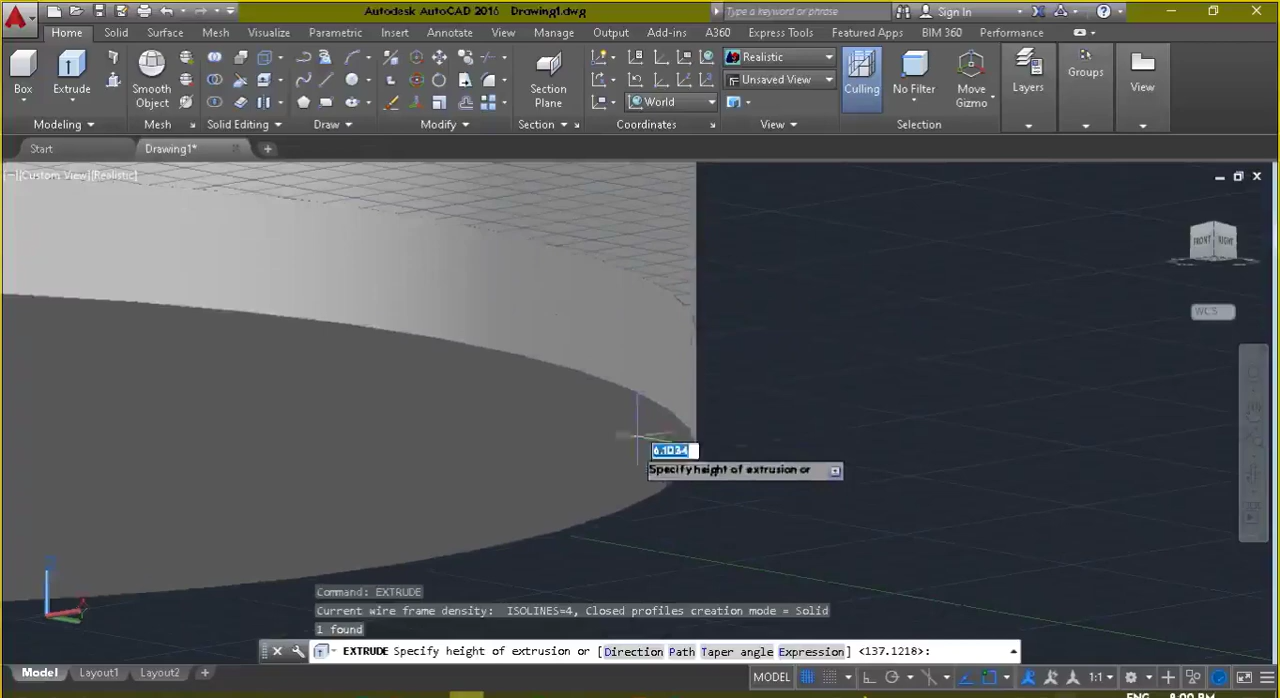 Autodesk AutoCAD 2016 Drawing1.dwg
Type a keyword or phrase
Sign In
Home Solid Surface Mesh Visualize Parametric Insert Annotate View Manage Output Add-ins A360 Express Tools Featured Apps BIM 360 Performance
Box Extrude Smooth Object Section Plane Realistic Unsaved View World Culling No Filter Move Gizmo Layers Groups View
Modeling Mesh Solid Editing Draw Modify Section Coordinates View Selection
Start Drawing1*
[−][Custom View][Realistic]
FRONT RIGHT
WCS
6.1034
Specify height of extrusion or
Command: EXTRUDE
Current wire frame density: ISOLINES=4, Closed profiles creation mode = Solid
1 found
EXTRUDE Specify height of extrusion or [Direction Path Taper angle Expression] <137.1218>:
Model Layout1 Layout2 +
MODEL 1:1
ENG 8:00 PM